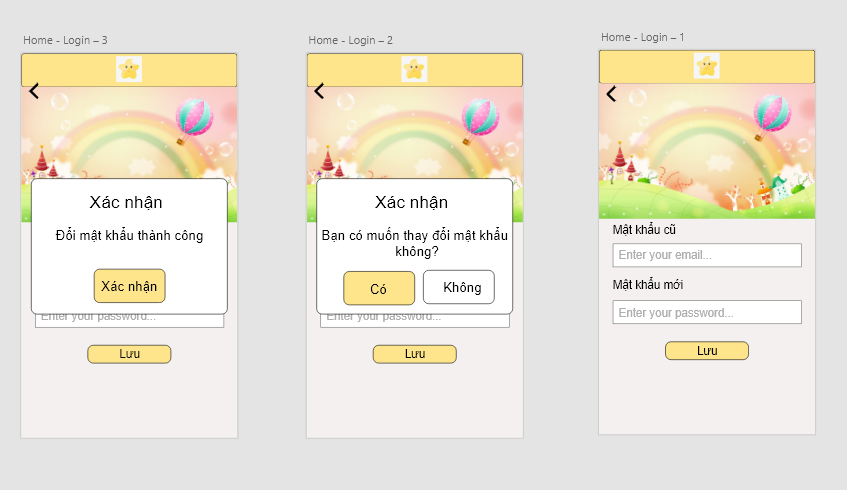 Home - Login – 3
Xác nhận
Đổi mật khẩu thành công
Xác nhận
Enter your password...
Lưu
Home - Login – 2
Xác nhận
Bạn có muốn thay đổi mật khẩu
không?
Có
Không
Enter your password...
Lưu
Home - Login – 1
Mật khẩu cũ
Enter your email...
Mật khẩu mới
Enter your password...
Lưu